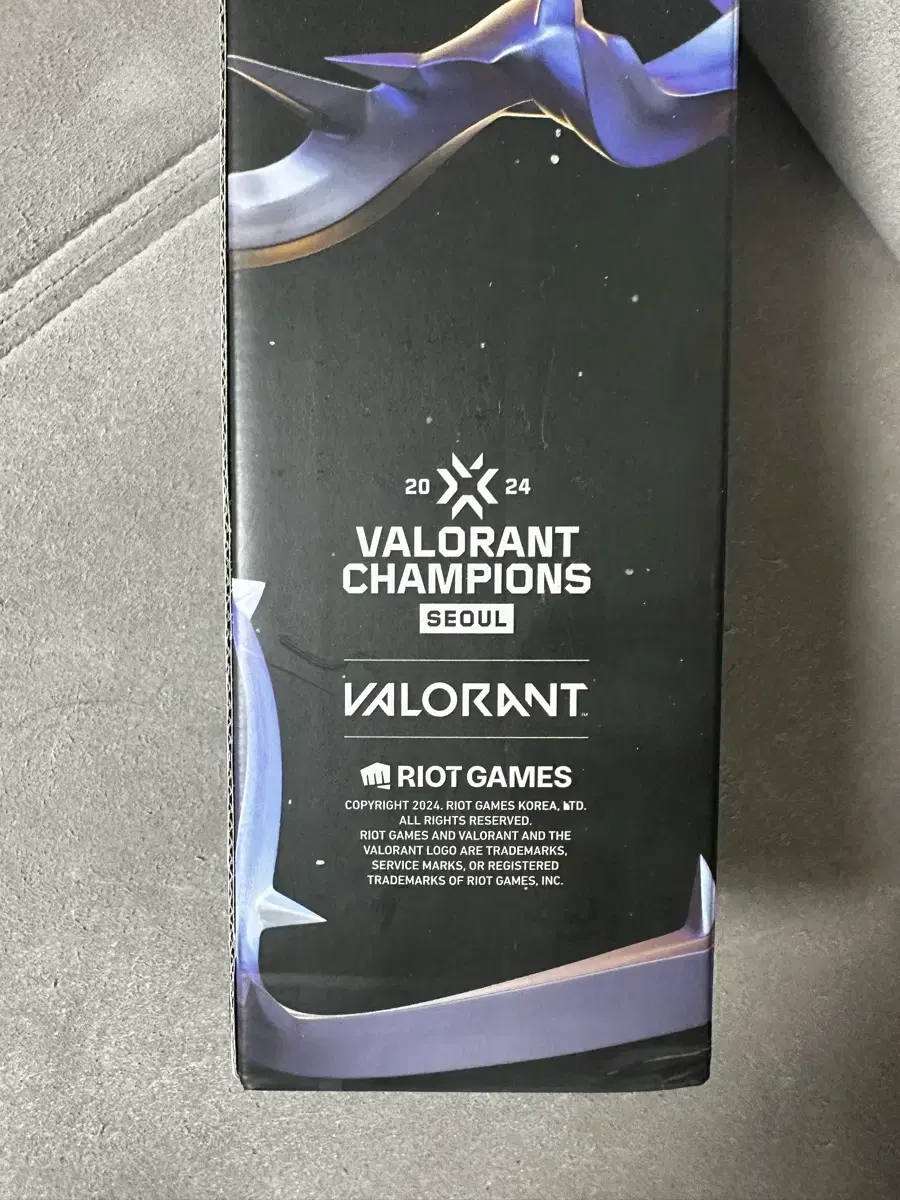 20 24
VALORANT
CHAMPIONS
SEOUL
VALORANT™
RIOT GAMES
COPYRIGHT 2024. RIOT GAMES KOREA, LTD.
ALL RIGHTS RESERVED.
RIOT GAMES AND VALORANT AND THE
VALORANT LOGO ARE TRADEMARKS,
SERVICE MARKS, OR REGISTERED
TRADEMARKS OF RIOT GAMES, INC.